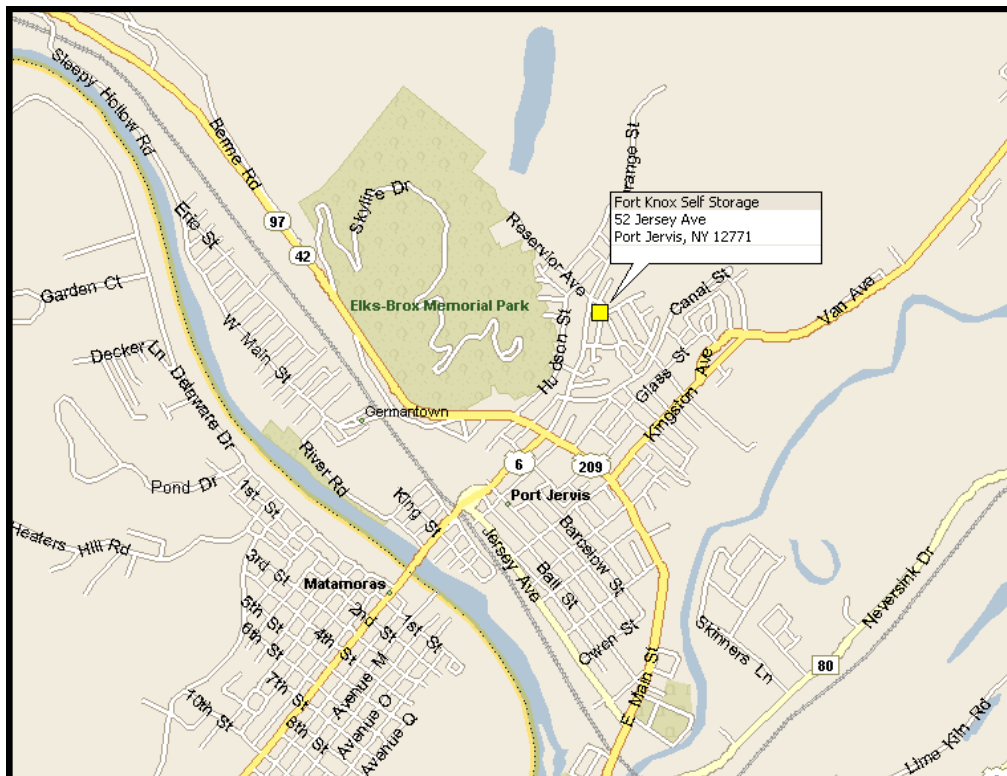 Sleepy Hollow Rd
Berme Rd
97
42
Skyline Dr
Orange St
Fort Knox Self Storage
52 Jersey Ave
Port Jervis, NY 12771
Reservior Ave
Erie St
Garden Ct
Elks-Brox Memorial Park
Canal St
Van Ave
W Main St
Hudson St
Decker Ln
Delaware Dr
Glass St
Kingston Ave
Germantown
River Rd
6
209
Pond Dr
1st St
King St
Port Jervis
Heaters Hill Rd
Jersey Ave
Barcelow St
Ball St
Neversink Dr
3rd St
Matamoras
5th St
6th St
2nd St
1st St
4th St
Owen St
Skinners Ln
80
7th St
Avenue M
10th St
8th St
Avenue O
Avenue Q
E Main St
Lime Kiln Rd